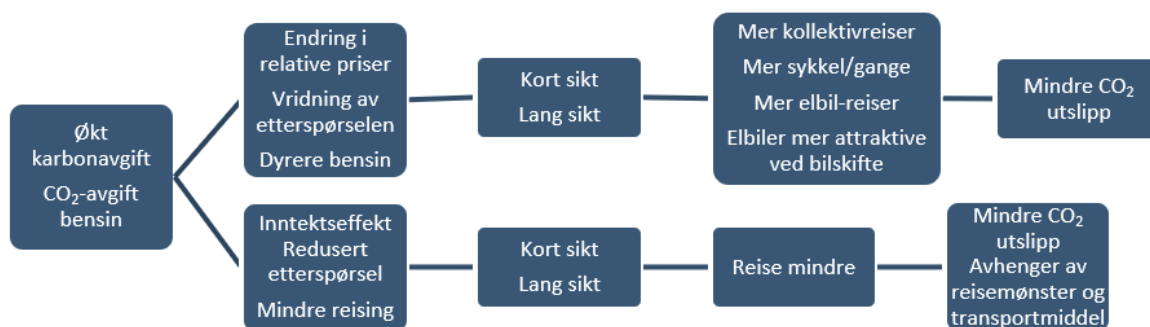 Økt
karbonavgift
CO₂-avgift
bensin
Endring i
relative priser
Vridning av
etterspørselen
Dyrere bensin
Kort sikt
Lang sikt
Mer kollektivreiser
Mer sykkel/gange
Mer elbil-reiser
Elbiler mer attraktive
ved bilskifte
Mindre CO₂
utslipp
Inntektseffekt
Redusert
etterspørsel
Mindre reising
Kort sikt
Lang sikt
Reise mindre
Mindre CO₂
utslipp
Avhenger av
reisemønster og
transportmiddel